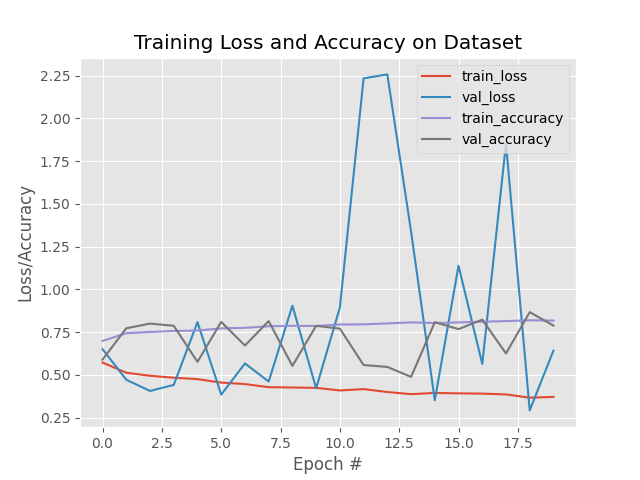 Training Loss and Accuracy on Dataset
train_loss
val_loss
train_accuracy
val_accuracy
Loss/Accuracy
2.25
2.00
1.75
1.50
1.25
1.00
0.75
0.50
0.25
0.0 2.5 5.0 7.5 10.0 12.5 15.0 17.5
Epoch #